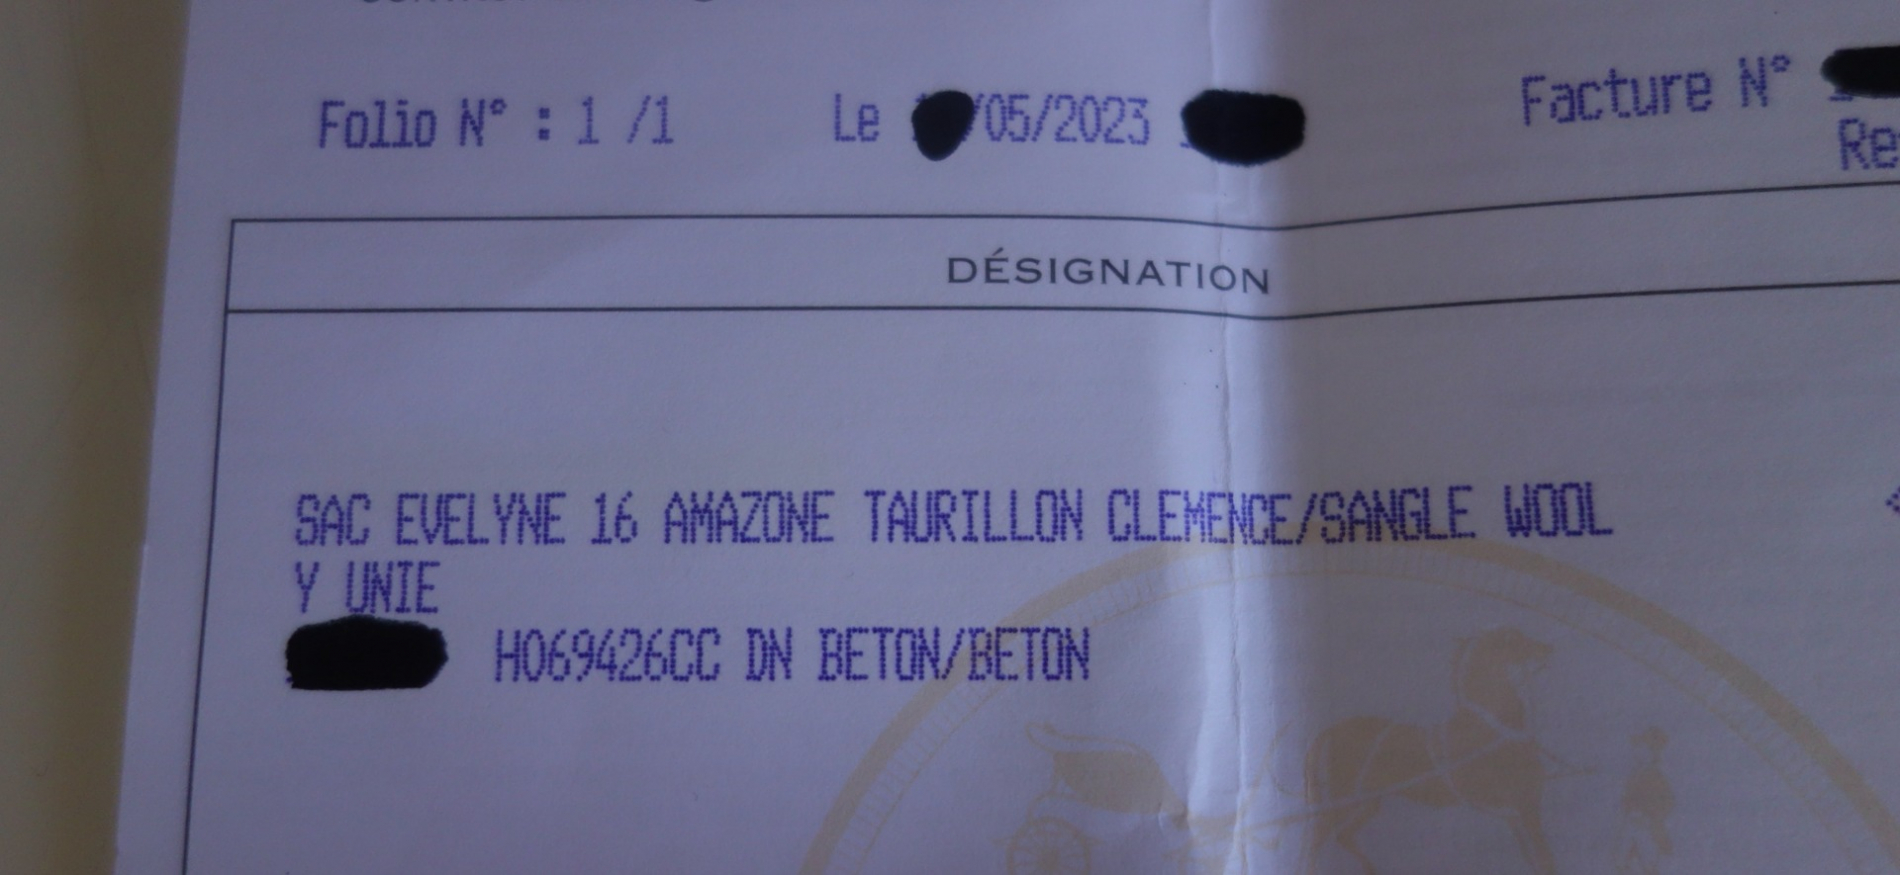 Folio N° : 1 /1 Le /05/2023 Facture N°
Re
DÉSIGNATION
SAC EVELYNE 16 AMAZONE TAURILLON CLEMENCE/SANGLE WOOL
Y UNIE
H069426CC DN BETON/BETON